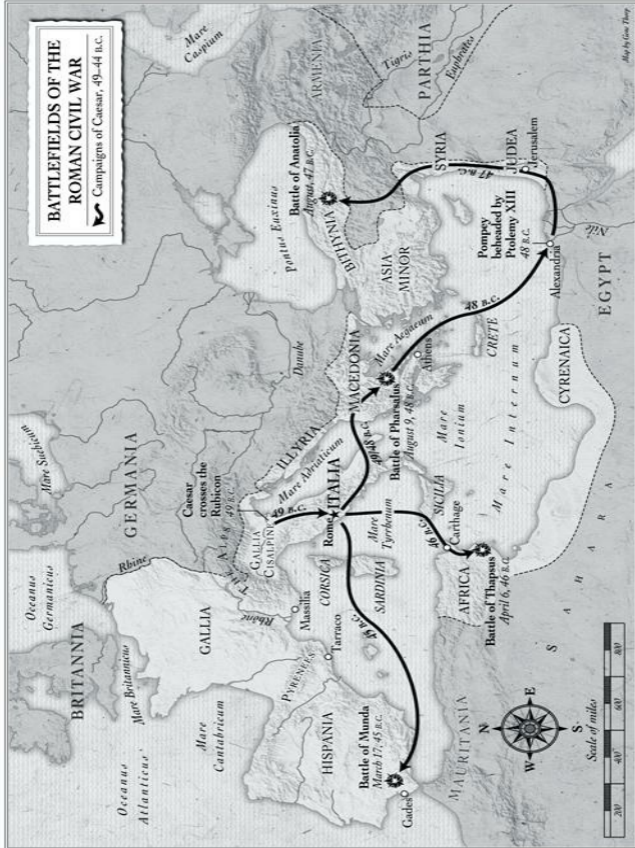 BATTLEFIELDS OF THE
ROMAN CIVIL WAR
Campaigns of Caesar, 49–44 B.C.
Oceanus
Germanicus
Mare Suebicum
BRITANNIA
Mare Britannicus
Oceanus
Atlanticus
Mare
Cantabricum
GERMANIA
Rhine
GALLIA
Rhône
The Alps
Caesar
crosses the
Rubicon
49 B.C.
GALLIA
CISALPINA
49 B.C.
Danube
ILLYRIA
Mare Adriaticum
Massilia
PYRENEES
Tarraco
CORSICA
Rome
ITALIA
49/48 B.C.
MACEDONIA
HISPANIA
Battle of Munda
March 17, 45 B.C.
Gades
45 B.C.
SARDINIA
Mare
Tyrrhenum
SICILIA
46 B.C.
Carthage
AFRICA
Battle of Thapsus
April 6, 46 B.C.
MAURITANIA
SAHARA
Battle of Pharsalus
August 9, 48 B.C.
Mare
Ionium
Athens
Mare Aegaeum
Mare Internum
CRETE
48 B.C.
CYRENAICA
Pontus Euxinus
Battle of Anatolia
August, 47 B.C.
BITHYNIA
ASIA
MINOR
Mare
Caspium
ARMENIA
Tigris
PARTHIA
Euphrates
SYRIA
47 B.C.
JUDEA
Jerusalem
Pompey
beheaded by
Ptolemy XIII
48 B.C.
Alexandria
Nile
EGYPT
N
W
E
S
Scale of miles
200
400
600
800
Map by Gene Thorp